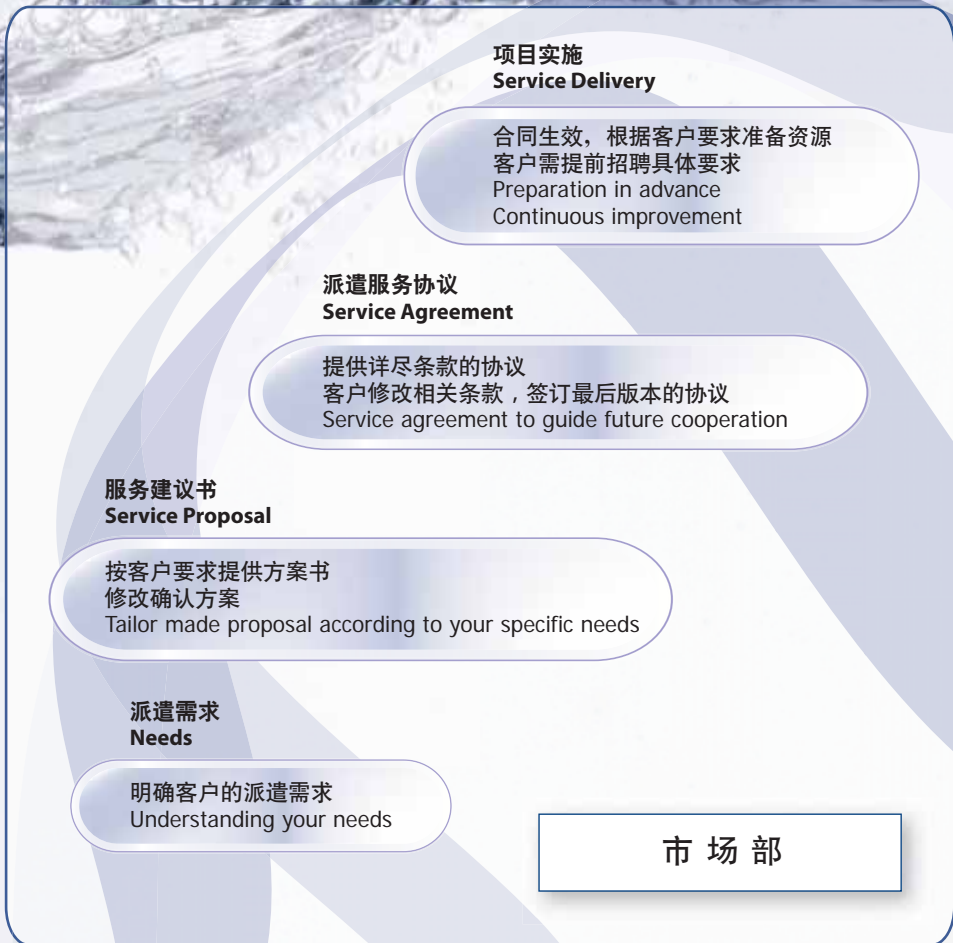 项目实施
Service Delivery
合同生效，根据客户要求准备资源
客户需提前招聘具体要求
Preparation in advance
Continuous improvement
派遣服务协议
Service Agreement
提供详尽条款的协议
客户修改相关条款，签订最后版本的协议
Service agreement to guide future cooperation
服务建议书
Service Proposal
按客户要求提供方案书
修改确认方案
Tailor made proposal according to your specific needs
派遣需求
Needs
明确客户的派遣需求
Understanding your needs
市场部